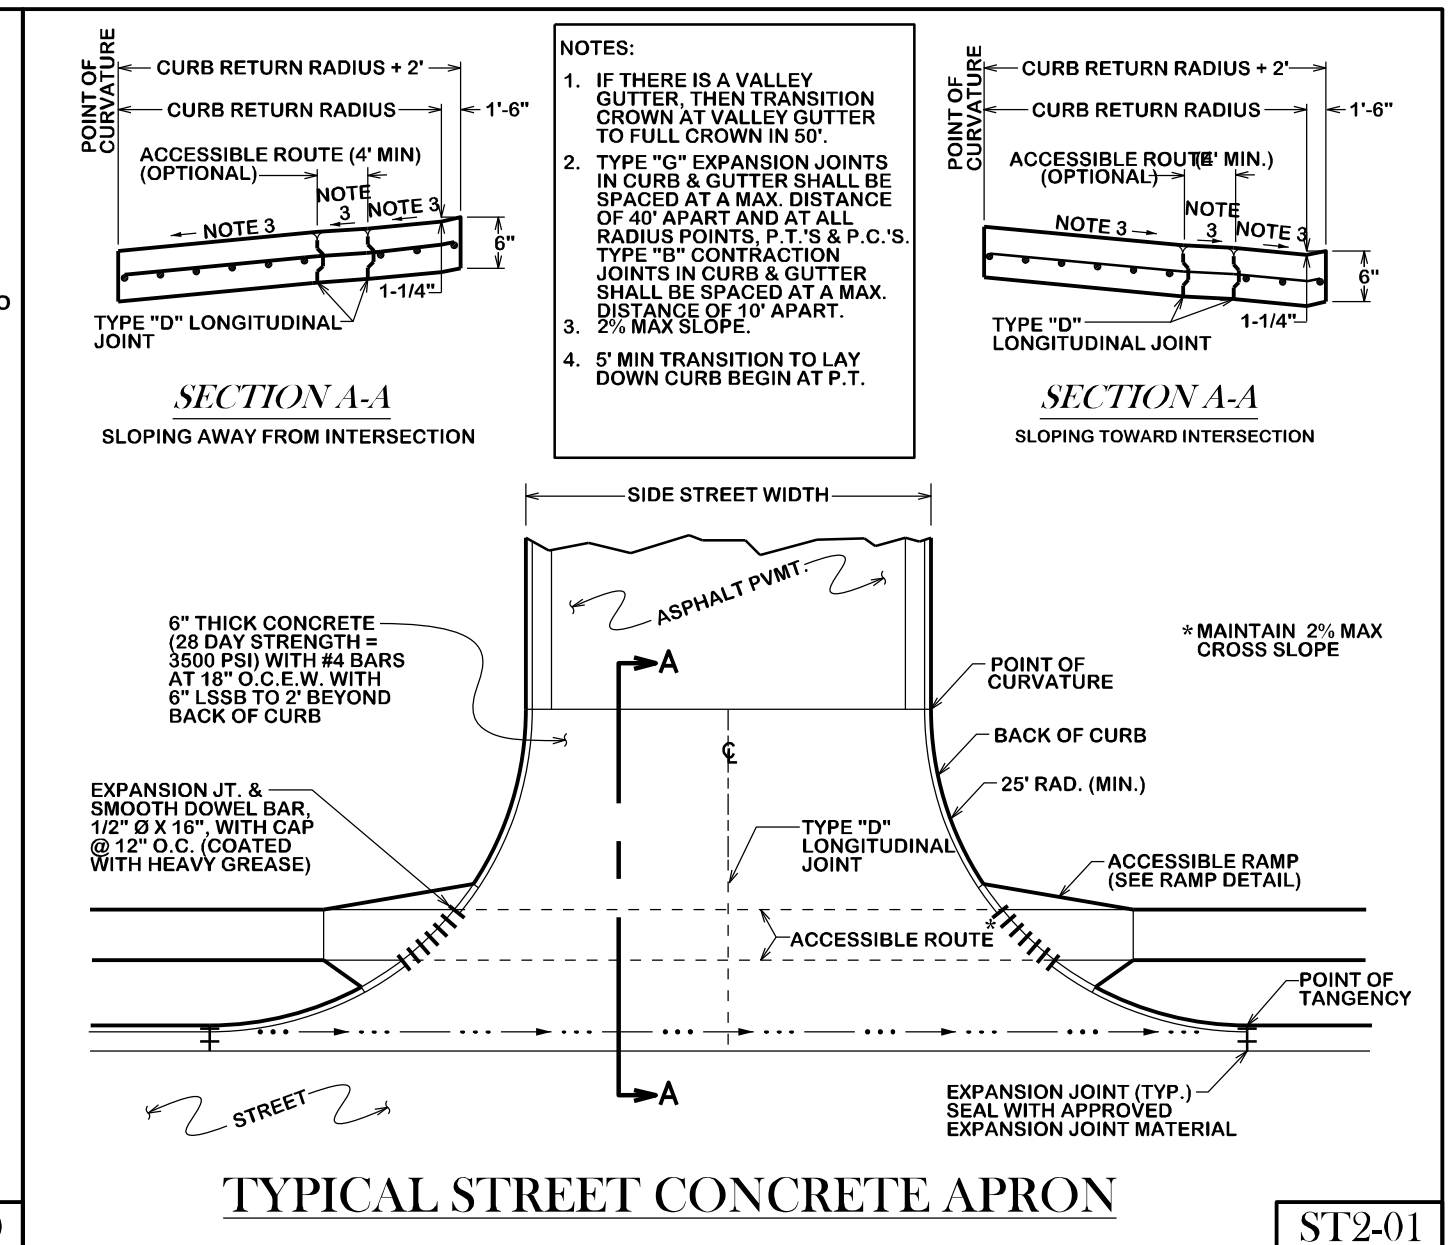 POINT OF
CURVATURE
CURB RETURN RADIUS + 2'
CURB RETURN RADIUS
1'-6"
ACCESSIBLE ROUTE (4' MIN)
(OPTIONAL)
NOTE
3
NOTE 3
NOTE 3
6"
1-1/4"
TYPE "D" LONGITUDINAL
JOINT
SECTION A-A
SLOPING AWAY FROM INTERSECTION
NOTES:
1. IF THERE IS A VALLEY
GUTTER, THEN TRANSITION
CROWN AT VALLEY GUTTER
TO FULL CROWN IN 50'.
2. TYPE "G" EXPANSION JOINTS
IN CURB & GUTTER SHALL BE
SPACED AT A MAX. DISTANCE
OF 40' APART AND AT ALL
RADIUS POINTS, P.T.'S & P.C.'S.
TYPE "B" CONTRACTION
JOINTS IN CURB & GUTTER
SHALL BE SPACED AT A MAX.
DISTANCE OF 10' APART.
3. 2% MAX SLOPE.
4. 5' MIN TRANSITION TO LAY
DOWN CURB BEGIN AT P.T.
POINT OF
CURVATURE
CURB RETURN RADIUS + 2'
CURB RETURN RADIUS
1'-6"
ACCESSIBLE ROUTE (4' MIN.)
(OPTIONAL)
NOTE
3
NOTE 3
NOTE 3
6"
1-1/4"
TYPE "D"
LONGITUDINAL JOINT
SECTION A-A
SLOPING TOWARD INTERSECTION
O
SIDE STREET WIDTH
ASPHALT PVMT.
6" THICK CONCRETE
(28 DAY STRENGTH =
3500 PSI) WITH #4 BARS
AT 18" O.C.E.W. WITH
6" LSSB TO 2' BEYOND
BACK OF CURB
A
* MAINTAIN 2% MAX
CROSS SLOPE
POINT OF
CURVATURE
BACK OF CURB
℄
25' RAD. (MIN.)
EXPANSION JT. &
SMOOTH DOWEL BAR,
1/2" Ø X 16", WITH CAP
@ 12" O.C. (COATED
WITH HEAVY GREASE)
TYPE "D"
LONGITUDINAL
JOINT
ACCESSIBLE RAMP
(SEE RAMP DETAIL)
ACCESSIBLE ROUTE *
POINT OF
TANGENCY
A
STREET
EXPANSION JOINT (TYP.)
SEAL WITH APPROVED
EXPANSION JOINT MATERIAL
TYPICAL STREET CONCRETE APRON
ST2-01